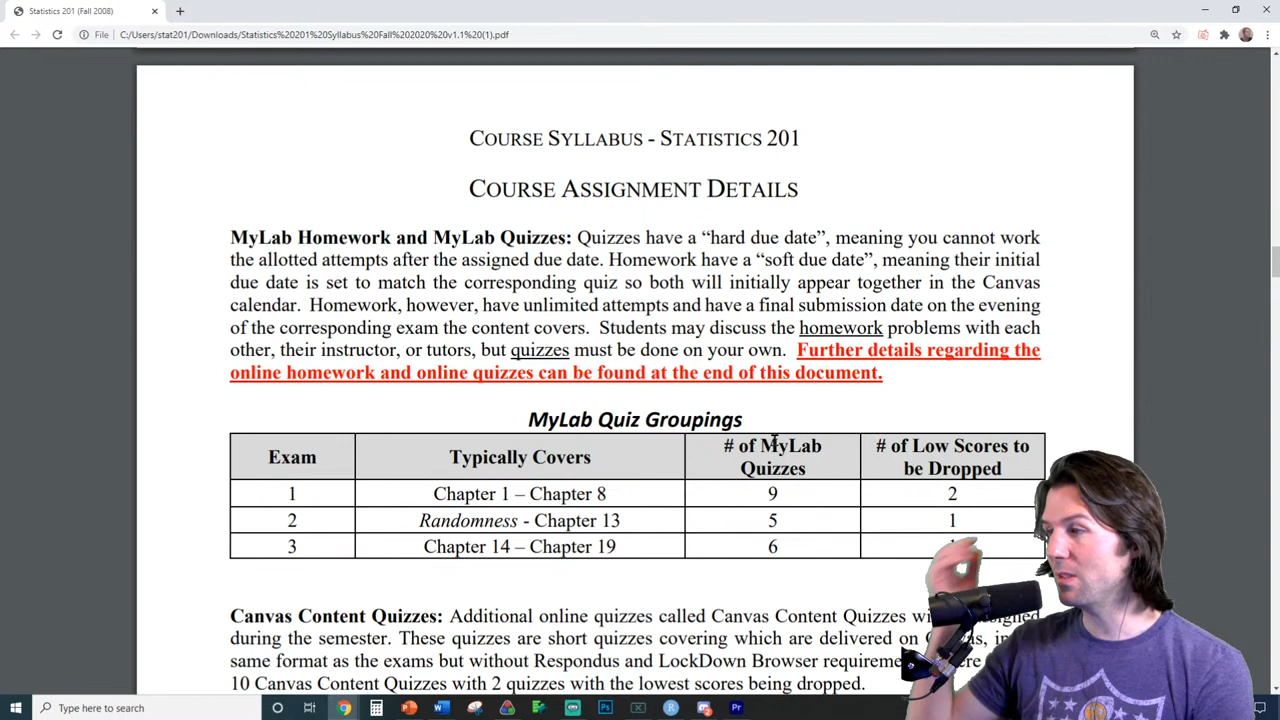 Statistics 201 (Fall 2008)
File C:/Users/stat201/Downloads/Statistics%20201%20Syllabus%20Fall%202020%20v1.1%20(1).pdf
COURSE SYLLABUS - STATISTICS 201
COURSE ASSIGNMENT DETAILS
MyLab Homework and MyLab Quizzes: Quizzes have a “hard due date”, meaning you cannot work
the allotted attempts after the assigned due date. Homework have a “soft due date”, meaning their initial
due date is set to match the corresponding quiz so both will initially appear together in the Canvas
calendar. Homework, however, have unlimited attempts and have a final submission date on the evening
of the corresponding exam the content covers. Students may discuss the homework problems with each
other, their instructor, or tutors, but quizzes must be done on your own. Further details regarding the
online homework and online quizzes can be found at the end of this document.
MyLab Quiz Groupings
Exam Typically Covers # of MyLab Quizzes # of Low Scores to be Dropped
1 Chapter 1 – Chapter 8 9 2
2 Randomness - Chapter 13 5 1
3 Chapter 14 – Chapter 19 6
Canvas Content Quizzes: Additional online quizzes called Canvas Content Quizzes
during the semester. These quizzes are short quizzes covering which are delivered on
same format as the exams but without Respondus and LockDown Browser
10 Canvas Content Quizzes with 2 quizzes with the lowest scores being dropped.
Type here to search